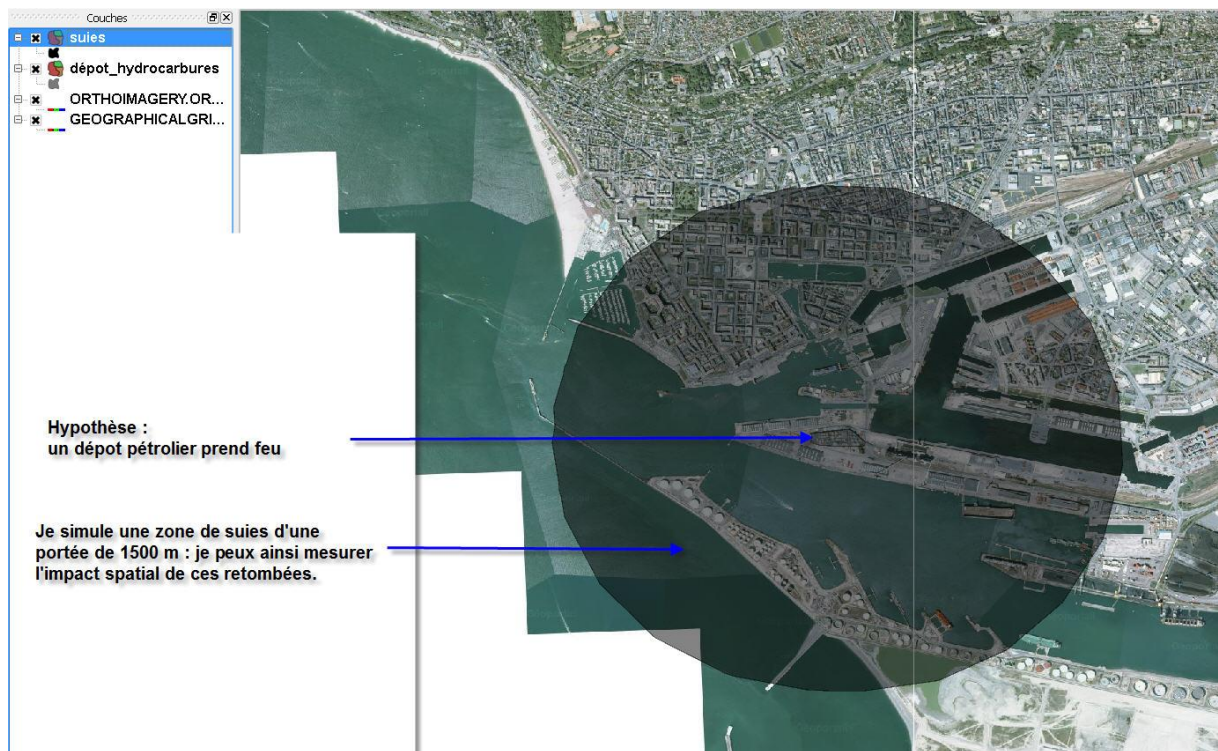 Couches
suies
dépot_hydrocarbures
ORTHOIMAGERY.OR...
GEOGRAPHICALGRI...
Hypothèse :
un dépot pétrolier prend feu
Je simule une zone de suies d'une
portée de 1500 m : je peux ainsi mesurer
l'impact spatial de ces retombées.